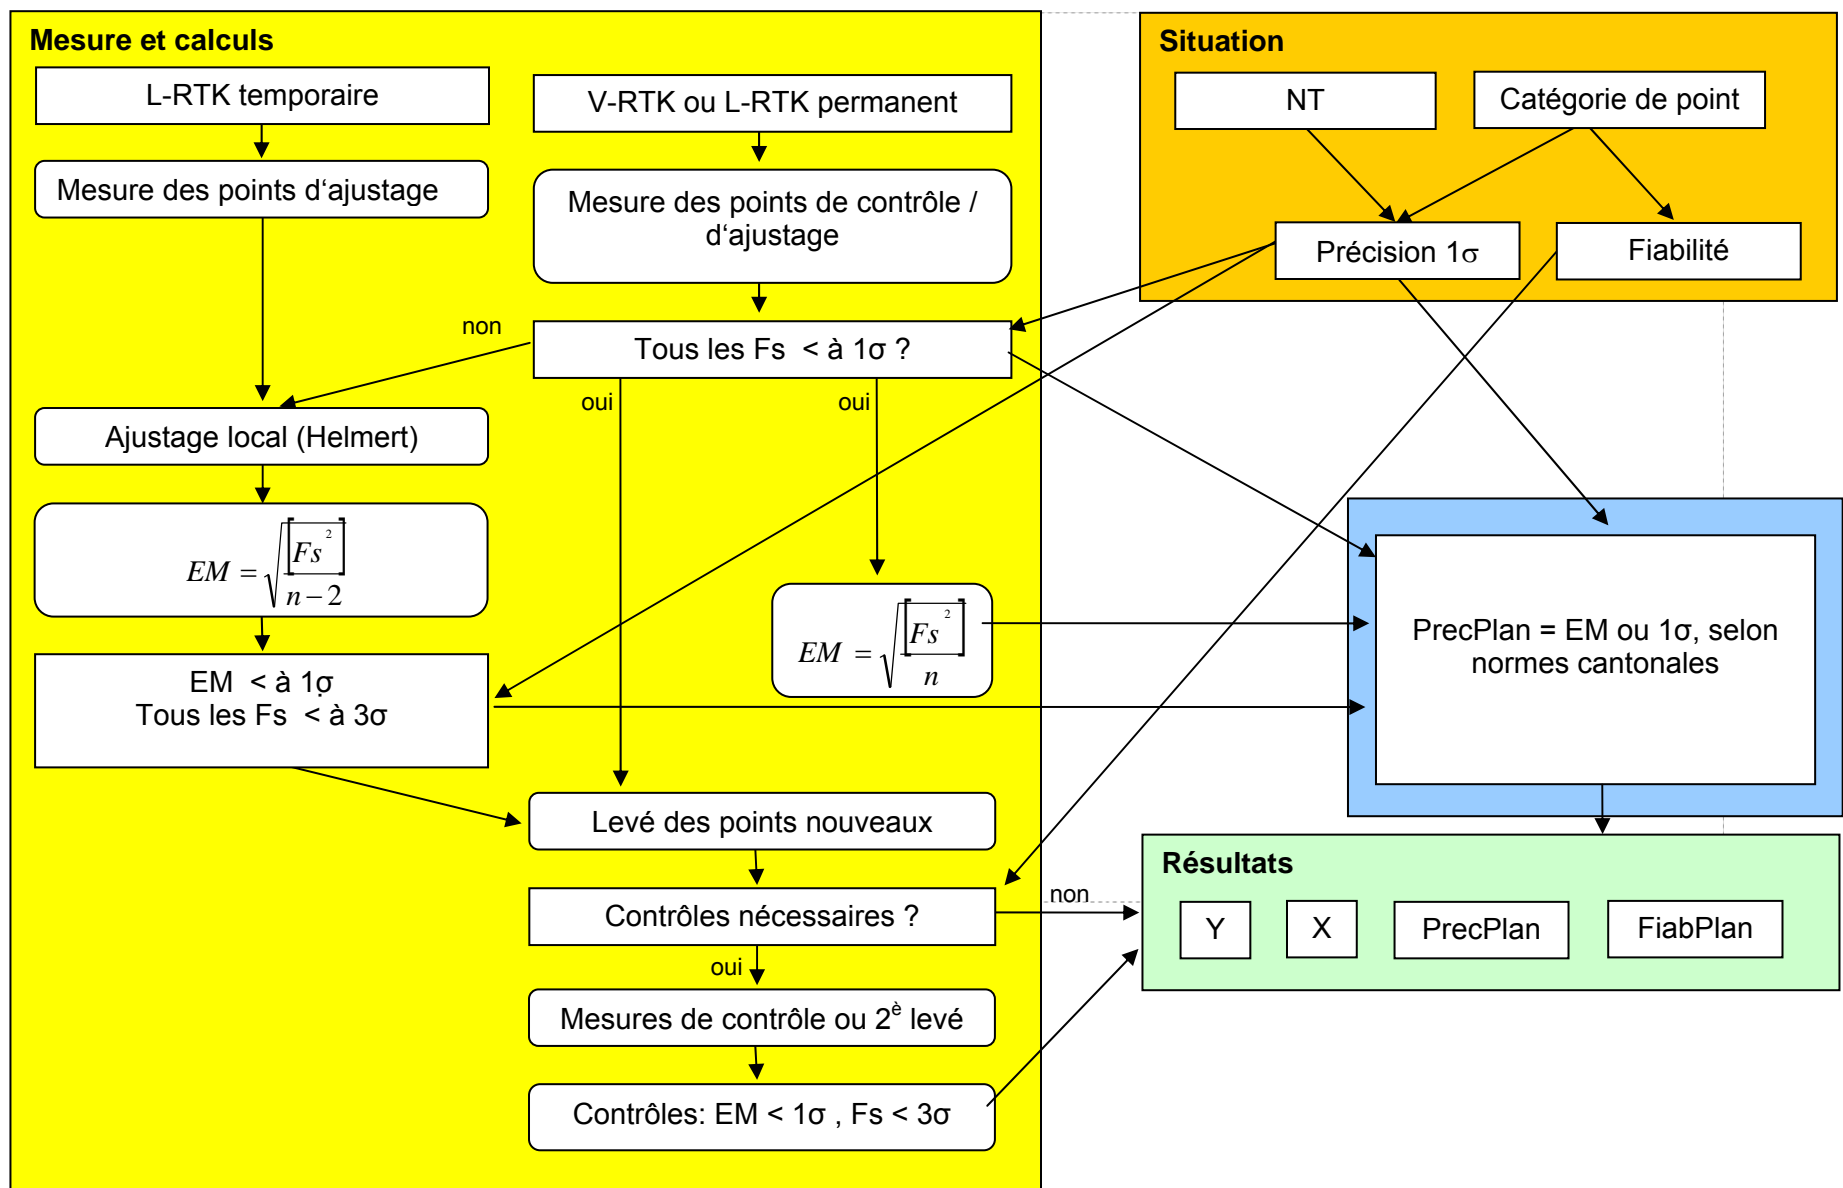 Mesure et calculs
L-RTK temporaire
Mesure des points d‘ajustage
V-RTK ou L-RTK permanent
Mesure des points de contrôle /
d‘ajustage
Tous les Fs < à 1σ ?
non
oui
oui
Ajustage local (Helmert)
EM = √([Fs²]/(n − 2))
EM < à 1σ
Tous les Fs < à 3σ
EM = √([Fs²]/n)
Levé des points nouveaux
Contrôles nécessaires ?
non
oui
Mesures de contrôle ou 2è levé
Contrôles: EM < 1σ , Fs < 3σ
Situation
NT
Catégorie de point
Précision 1σ
Fiabilité
PrecPlan = EM ou 1σ, selon
normes cantonales
Résultats
Y
X
PrecPlan
FiabPlan